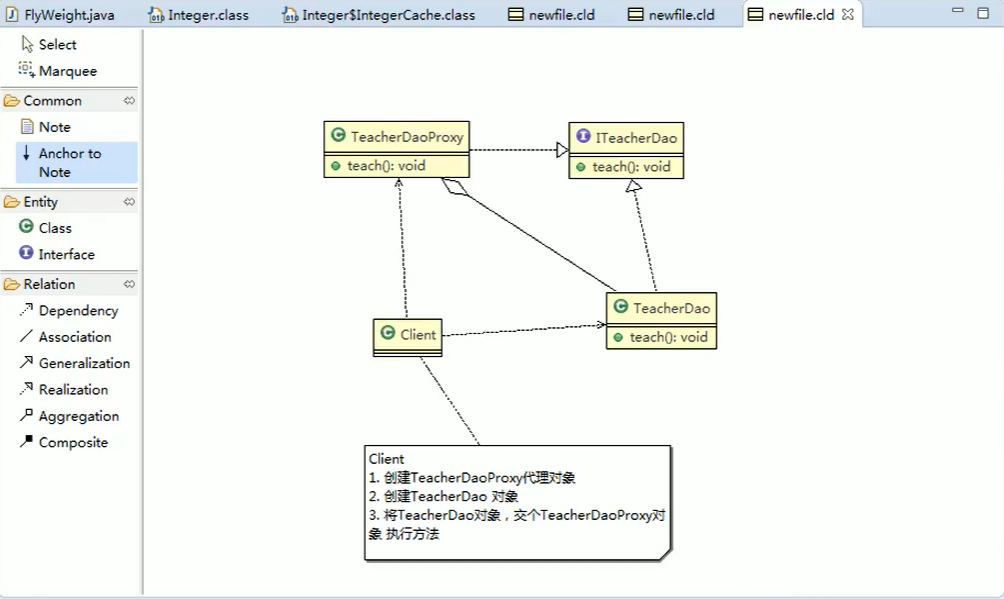 FlyWeight.java
Integer.class
Integer$IntegerCache.class
newfile.cld
newfile.cld
newfile.cld
Select
Marquee
Common
Note
Anchor to
Note
Entity
Class
Interface
Relation
Dependency
Association
Generalization
Realization
Aggregation
Composite
TeacherDaoProxy
teach(): void
ITeacherDao
teach(): void
Client
TeacherDao
teach(): void
Client
1. 创建TeacherDaoProxy代理对象
2. 创建TeacherDao 对象
3. 将TeacherDao对象，交个TeacherDaoProxy对
象 执行方法